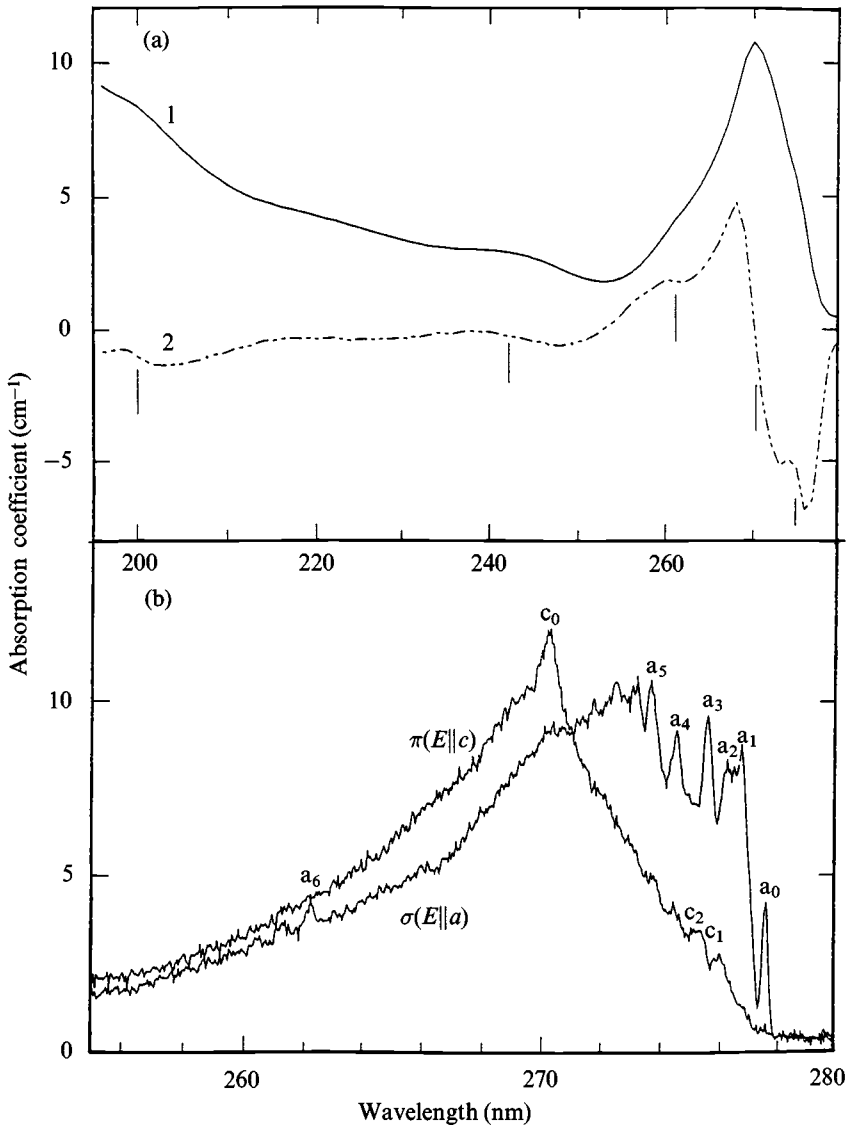 (a)
10
1
5
0
2
−5
200
220
240
260
Absorption coefficient (cm⁻¹)
(b)
c₀
10
a₅
a₃
a₄
a₂
a₁
π(E∥c)
5
a₆
a₀
σ(E∥a)
c₂
c₁
0
260
270
280
Wavelength (nm)